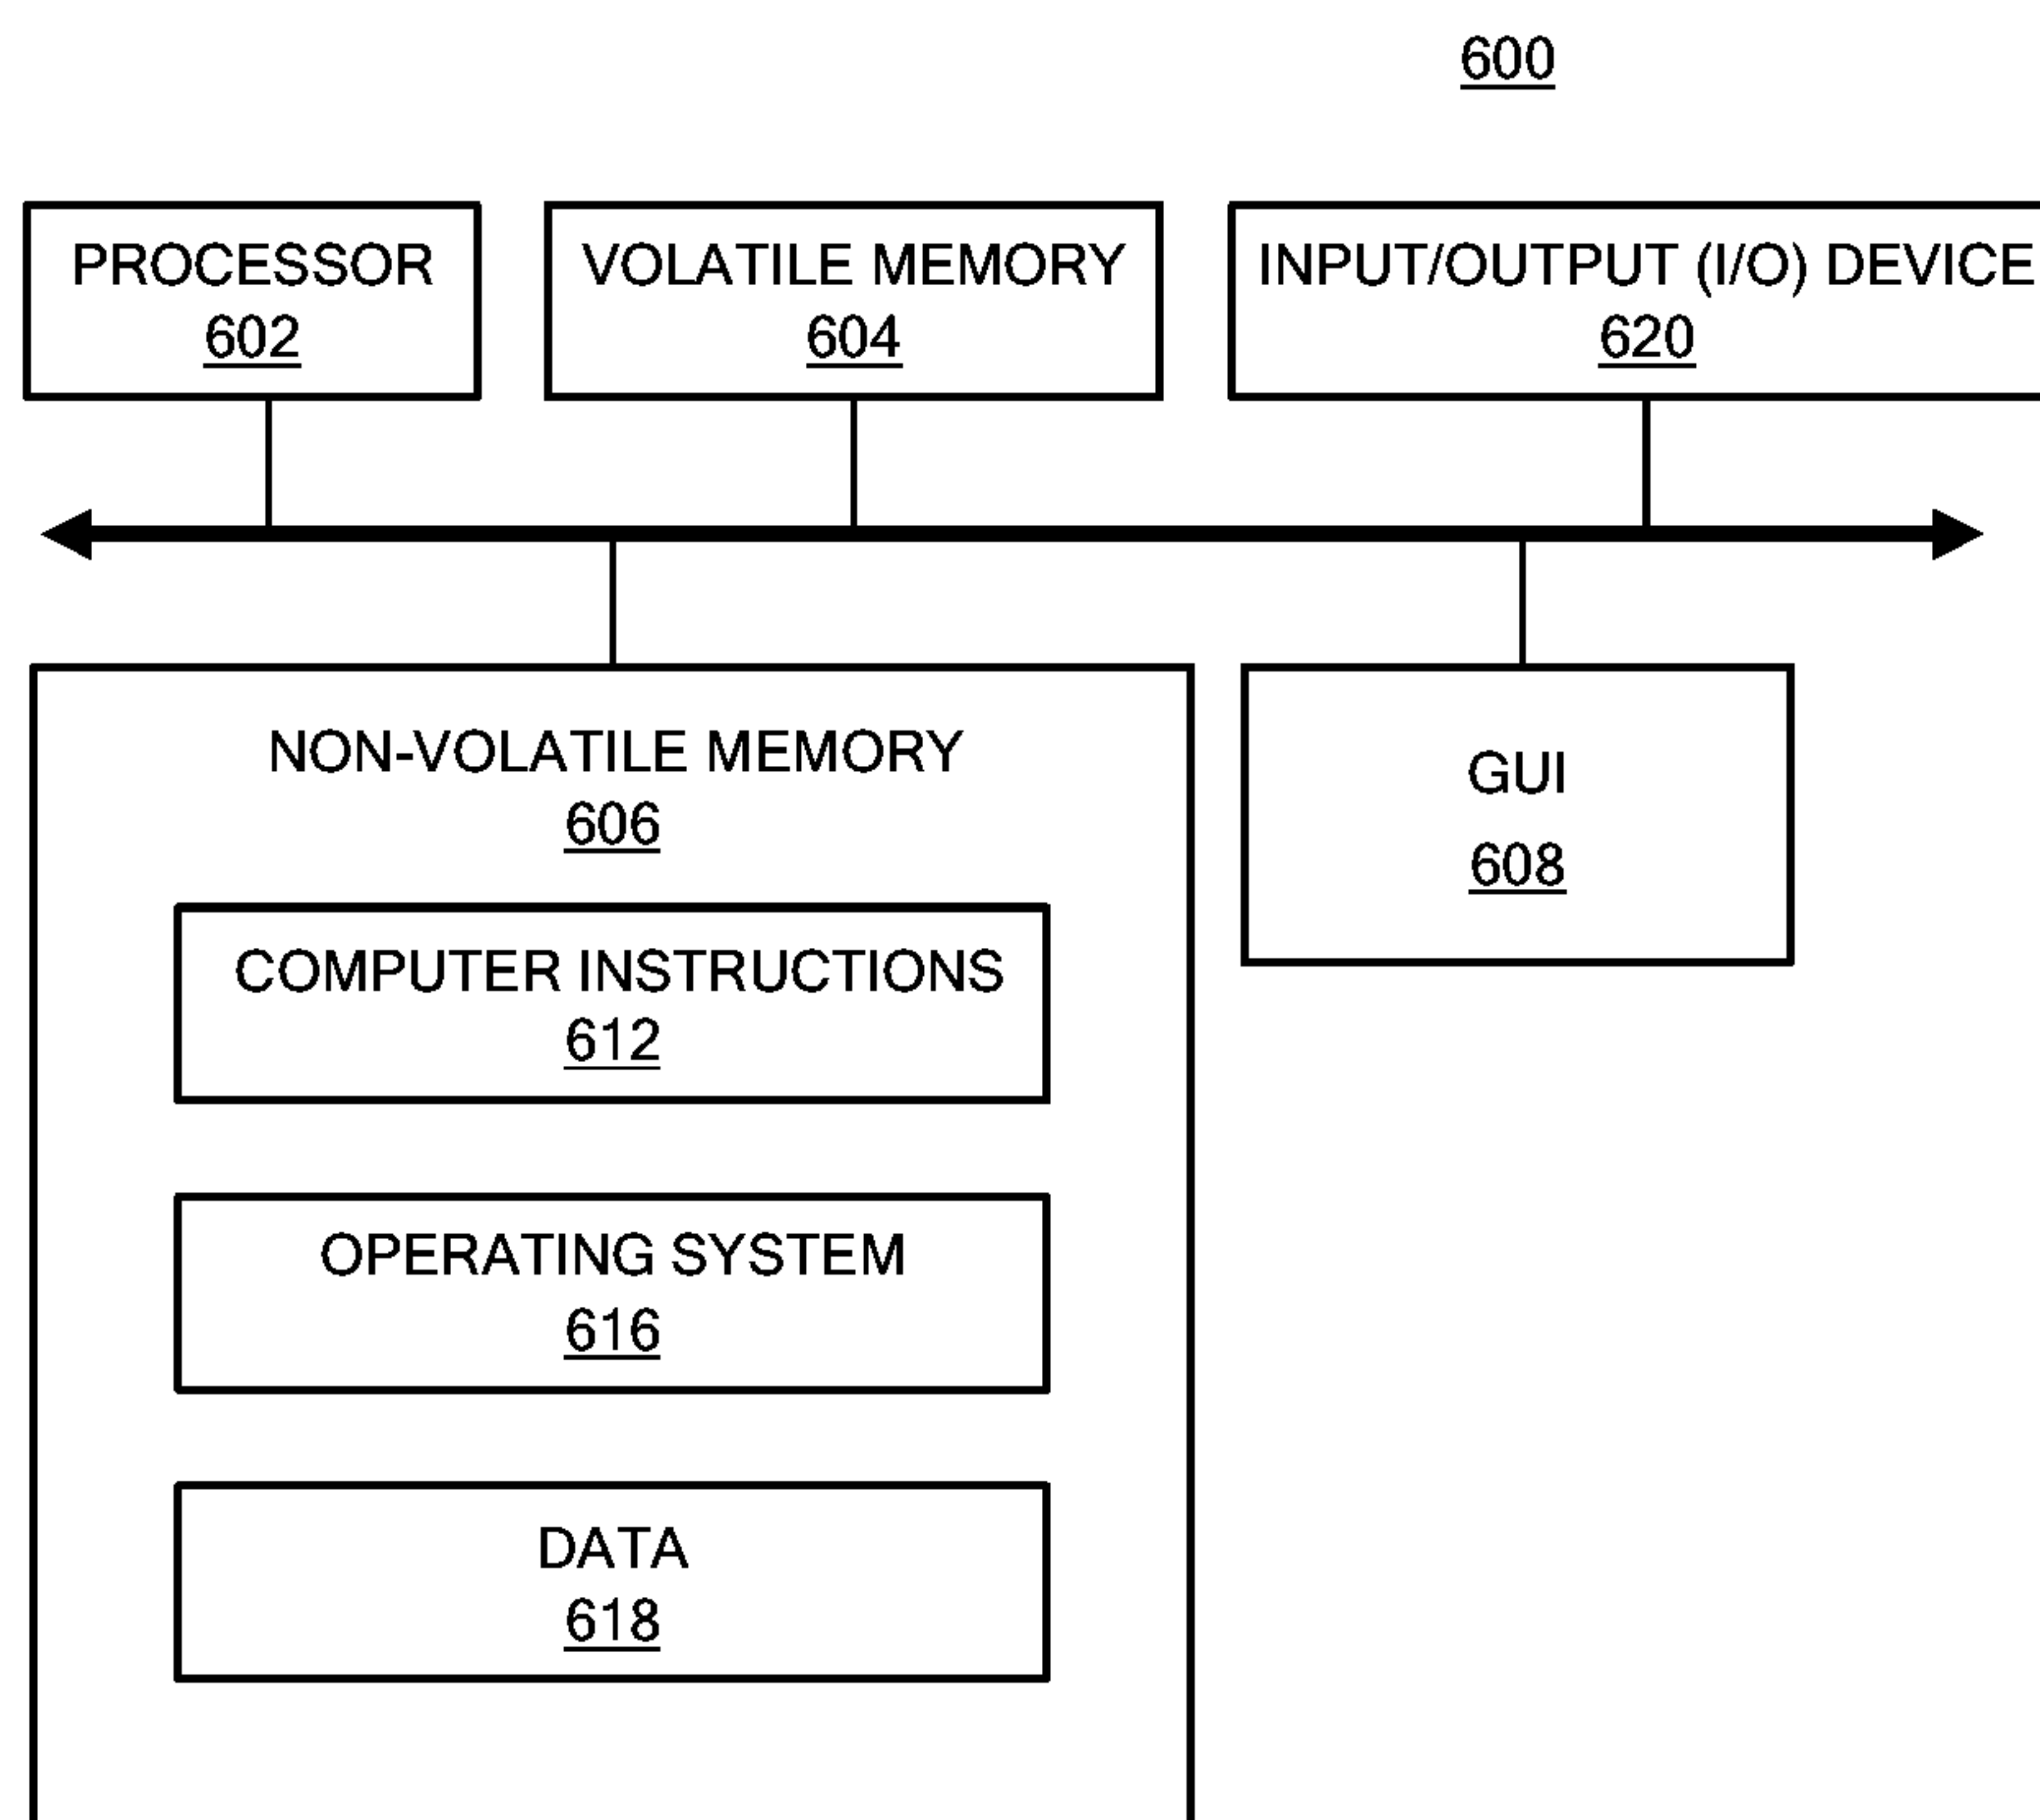 600
PROCESSOR
602
VOLATILE MEMORY
604
INPUT/OUTPUT (I/O) DEVICE
620
NON-VOLATILE MEMORY
606
COMPUTER INSTRUCTIONS
612
OPERATING SYSTEM
616
DATA
618
GUI
608